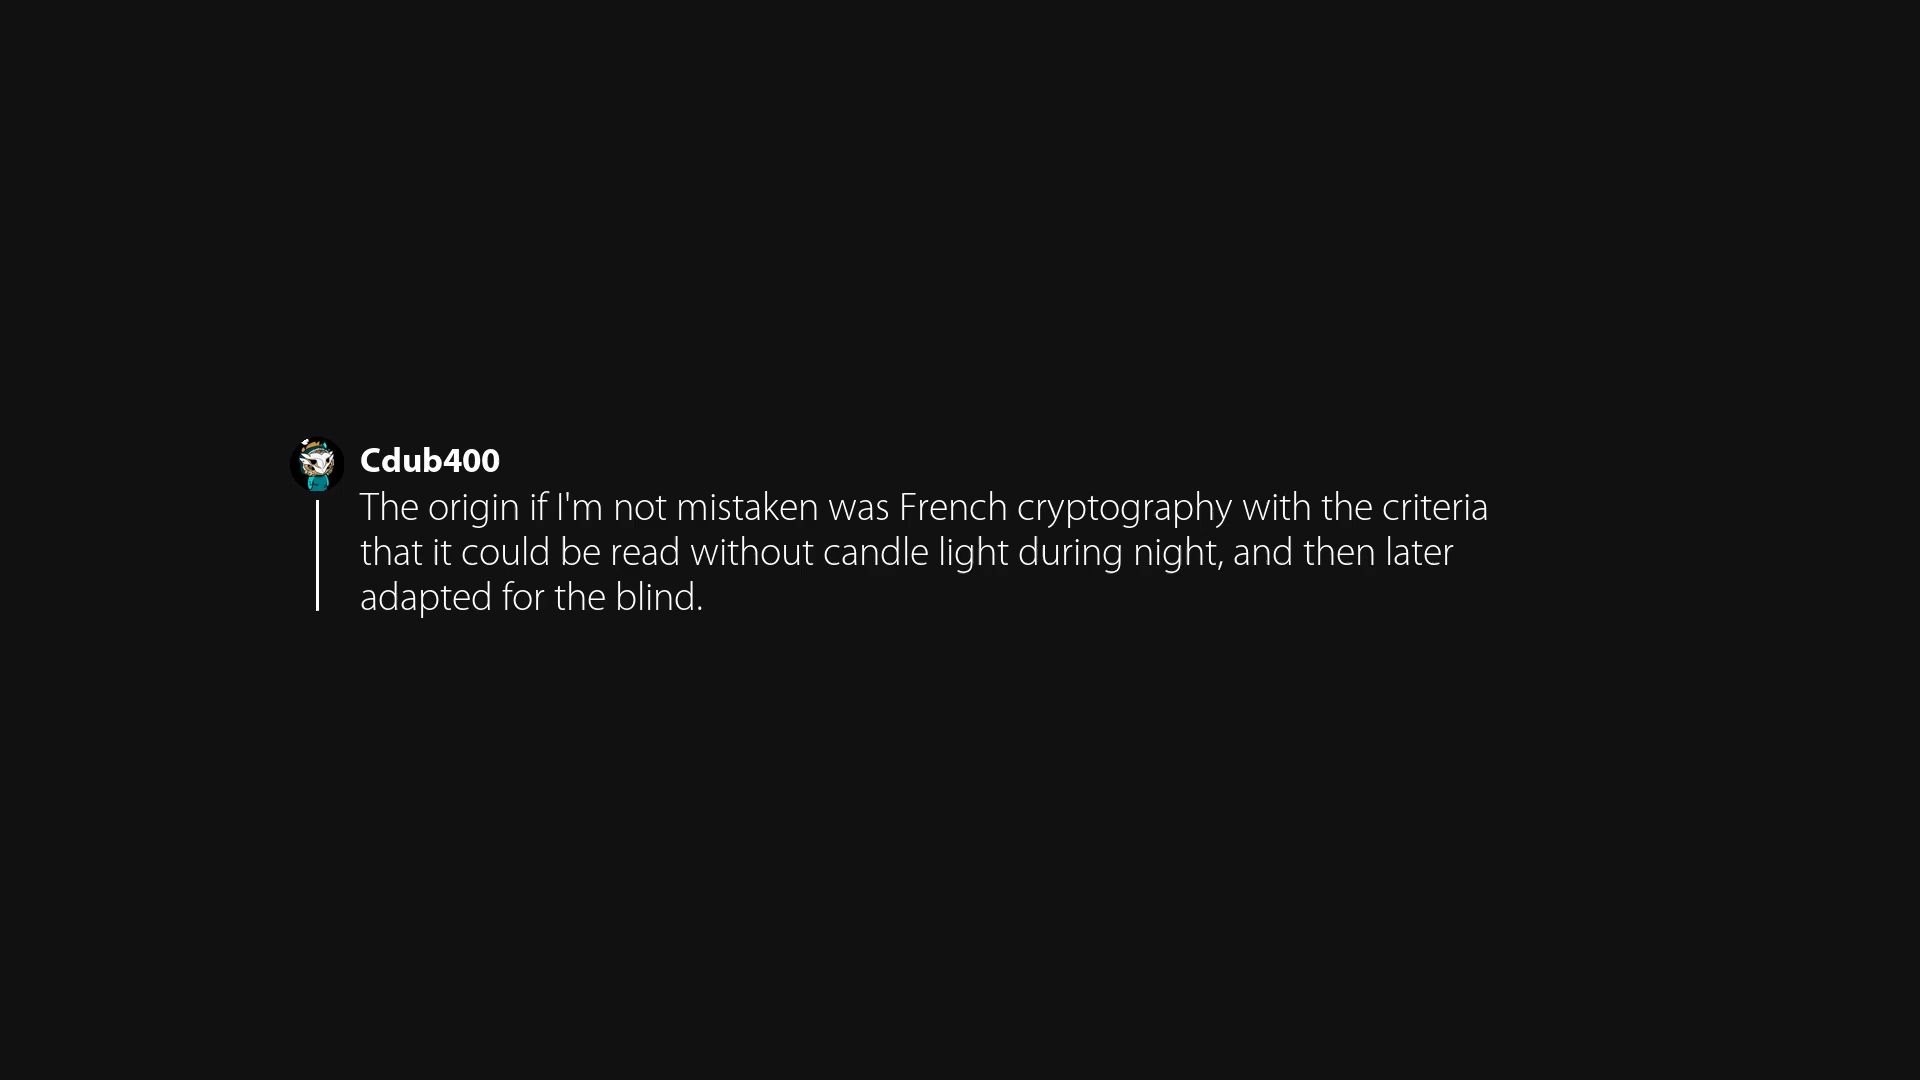 Cdub400
The origin if I'm not mistaken was French cryptography with the criteria
that it could be read without candle light during night, and then later
adapted for the blind.